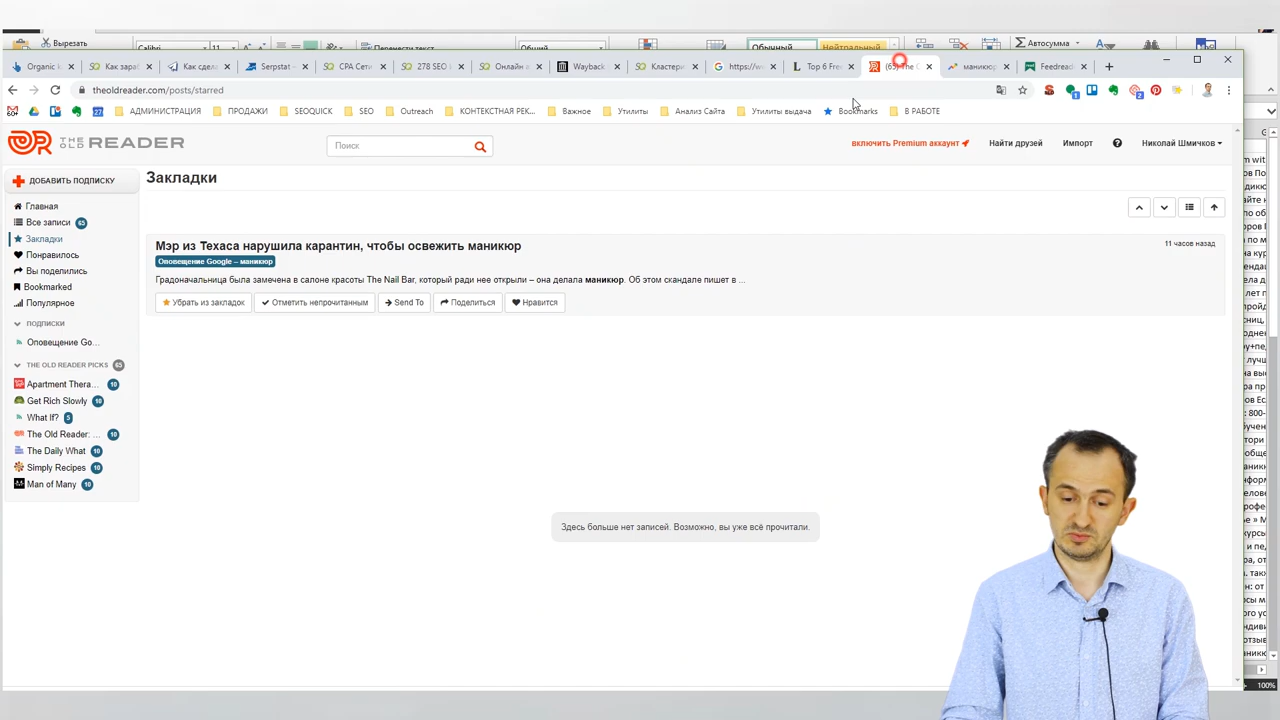 Вырезать
Calibri
11
Перенести текст
Общий
Обычный
Нейтральный
Автосумма
Organic k
Как зараб
Как сдела
Serpstat –
CPA Сети
278 SEO
Онлайн а
Wayback
Кластери
https://w
Top 6 Fre
маникюр
Feedread
theoldreader.com/posts/starred
27
АДМИНИСТРАЦИЯ
ПРОДАЖИ
SEOQUICK
SEO
Outreach
КОНТЕКСТНАЯ РЕК...
Важное
Утилиты
Анализ Сайта
Утилиты выдача
Bookmarks
В РАБОТЕ
THE OLD READER
Поиск
включить Premium аккаунт
Найти друзей
Импорт
Николай Шмичков
ДОБАВИТЬ ПОДПИСКУ
Закладки
Главная
Все записи 65
Закладки
Понравилось
Вы поделились
Bookmarked
Популярное
ПОДПИСКИ
Оповещение Go...
THE OLD READER PICKS 65
Apartment Thera... 10
Get Rich Slowly 10
What If? 5
The Old Reader: ... 10
The Daily What 10
Simply Recipes 10
Man of Many 10
Мэр из Техаса нарушила карантин, чтобы освежить маникюр
11 часов назад
Оповещение Google – маникюр
Градоначальница была замечена в салоне красоты The Nail Bar, который ради нее открыли – она делала маникюр. Об этом скандале пишет в ...
Убрать из закладок
Отметить непрочитанным
Send To
Поделиться
Нравится
Здесь больше нет записей. Возможно, вы уже всё прочитали.
100%